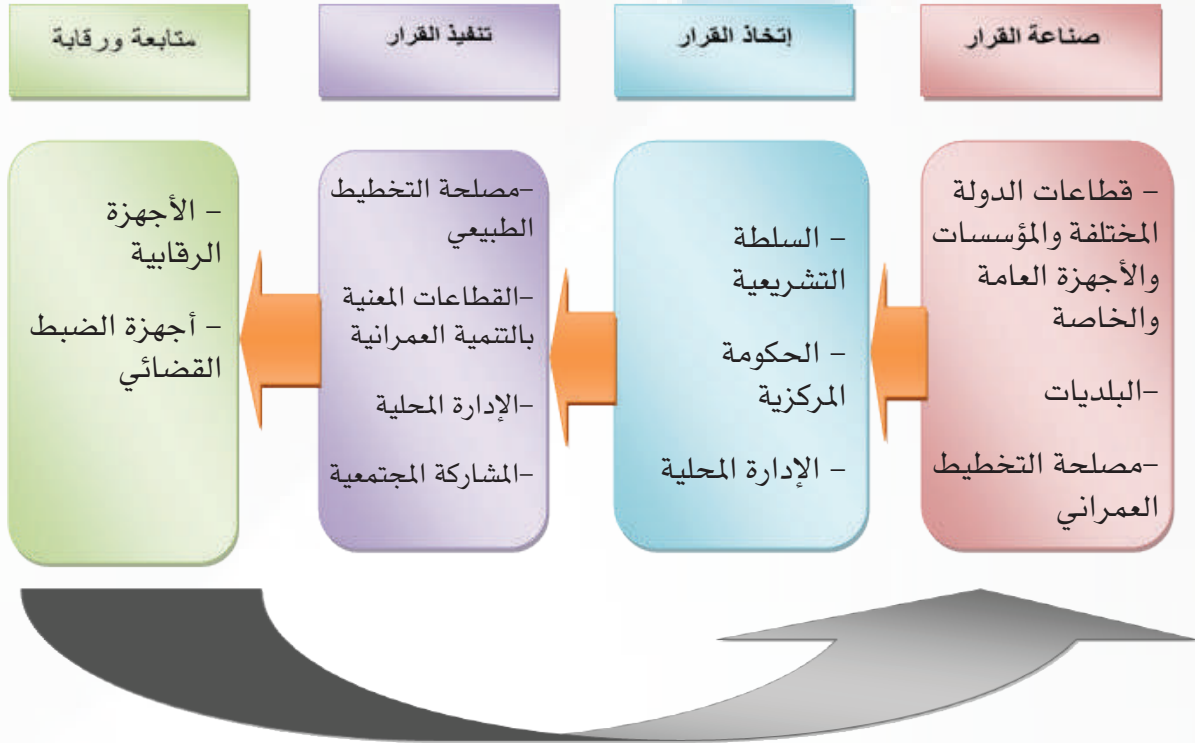 صناعة القرار
إتخاذ القرار
تنفيذ القرار
متابعة ورقابة
- قطاعات الدولة
المختلفة والمؤسسات
والأجهزة العامة
والخاصة
-البلديات
-مصلحة التخطيط
العمراني
- السلطة
التشريعية
- الحكومة
المركزية
- الإدارة المحلية
-مصلحة التخطيط
الطبيعي
-القطاعات المعنية
بالتنمية العمرانية
-الإدارة المحلية
-المشاركة المجتمعية
- الأجهزة
الرقابية
- أجهزة الضبط
القضائي